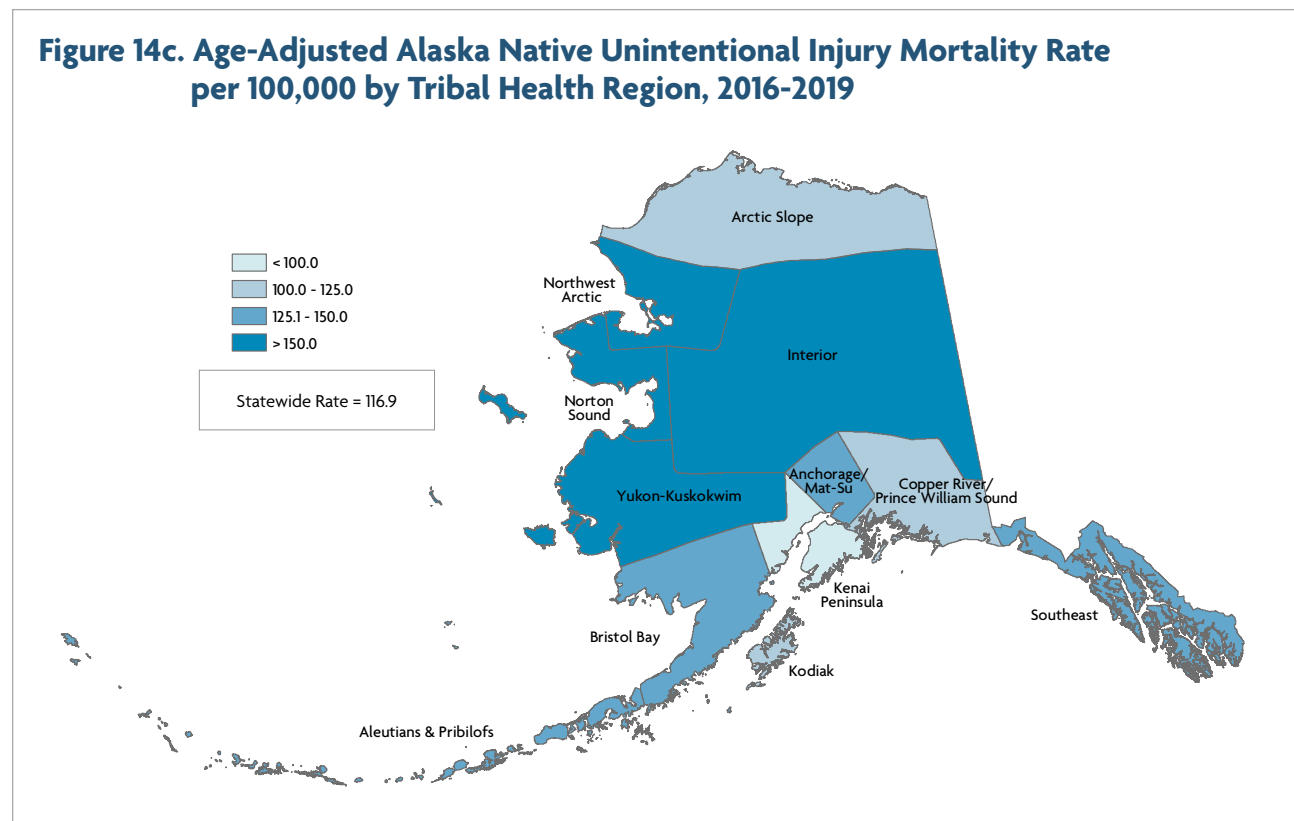 Figure 14c. Age-Adjusted Alaska Native Unintentional Injury Mortality Rate
per 100,000 by Tribal Health Region, 2016-2019
Arctic Slope
< 100.0
100.0 - 125.0
125.1 - 150.0
> 150.0
Statewide Rate = 116.9
Northwest
Arctic
Interior
Norton
Sound
Yukon-Kuskokwim
Anchorage/
Mat-Su
Copper River/
Prince William Sound
Kenai
Peninsula
Southeast
Bristol Bay
Kodiak
Aleutians & Pribilofs